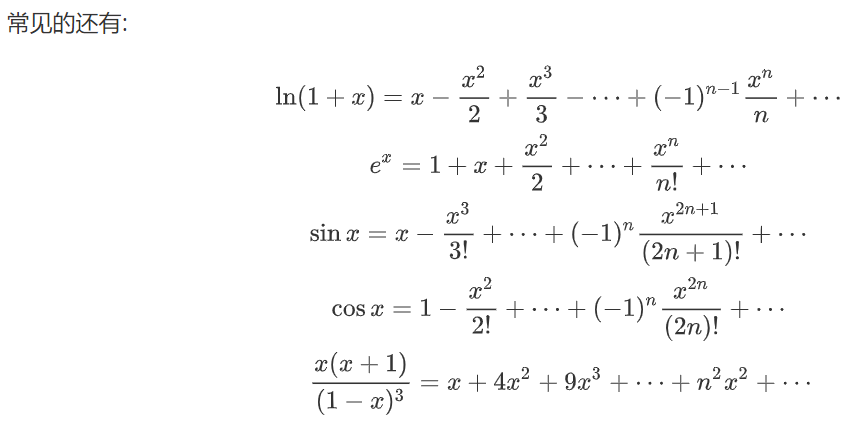 常见的还有:
ln(1 + x) = x − x²/2 + x³/3 − ⋯ + (−1)ⁿ⁻¹ xⁿ/n + ⋯
eˣ = 1 + x + x²/2 + ⋯ + xⁿ/n! + ⋯
sin x = x − x³/3! + ⋯ + (−1)ⁿ x²ⁿ⁺¹/(2n + 1)! + ⋯
cos x = 1 − x²/2! + ⋯ + (−1)ⁿ x²ⁿ/(2n)! + ⋯
x(x + 1)/(1 − x)³ = x + 4x² + 9x³ + ⋯ + n²x² + ⋯